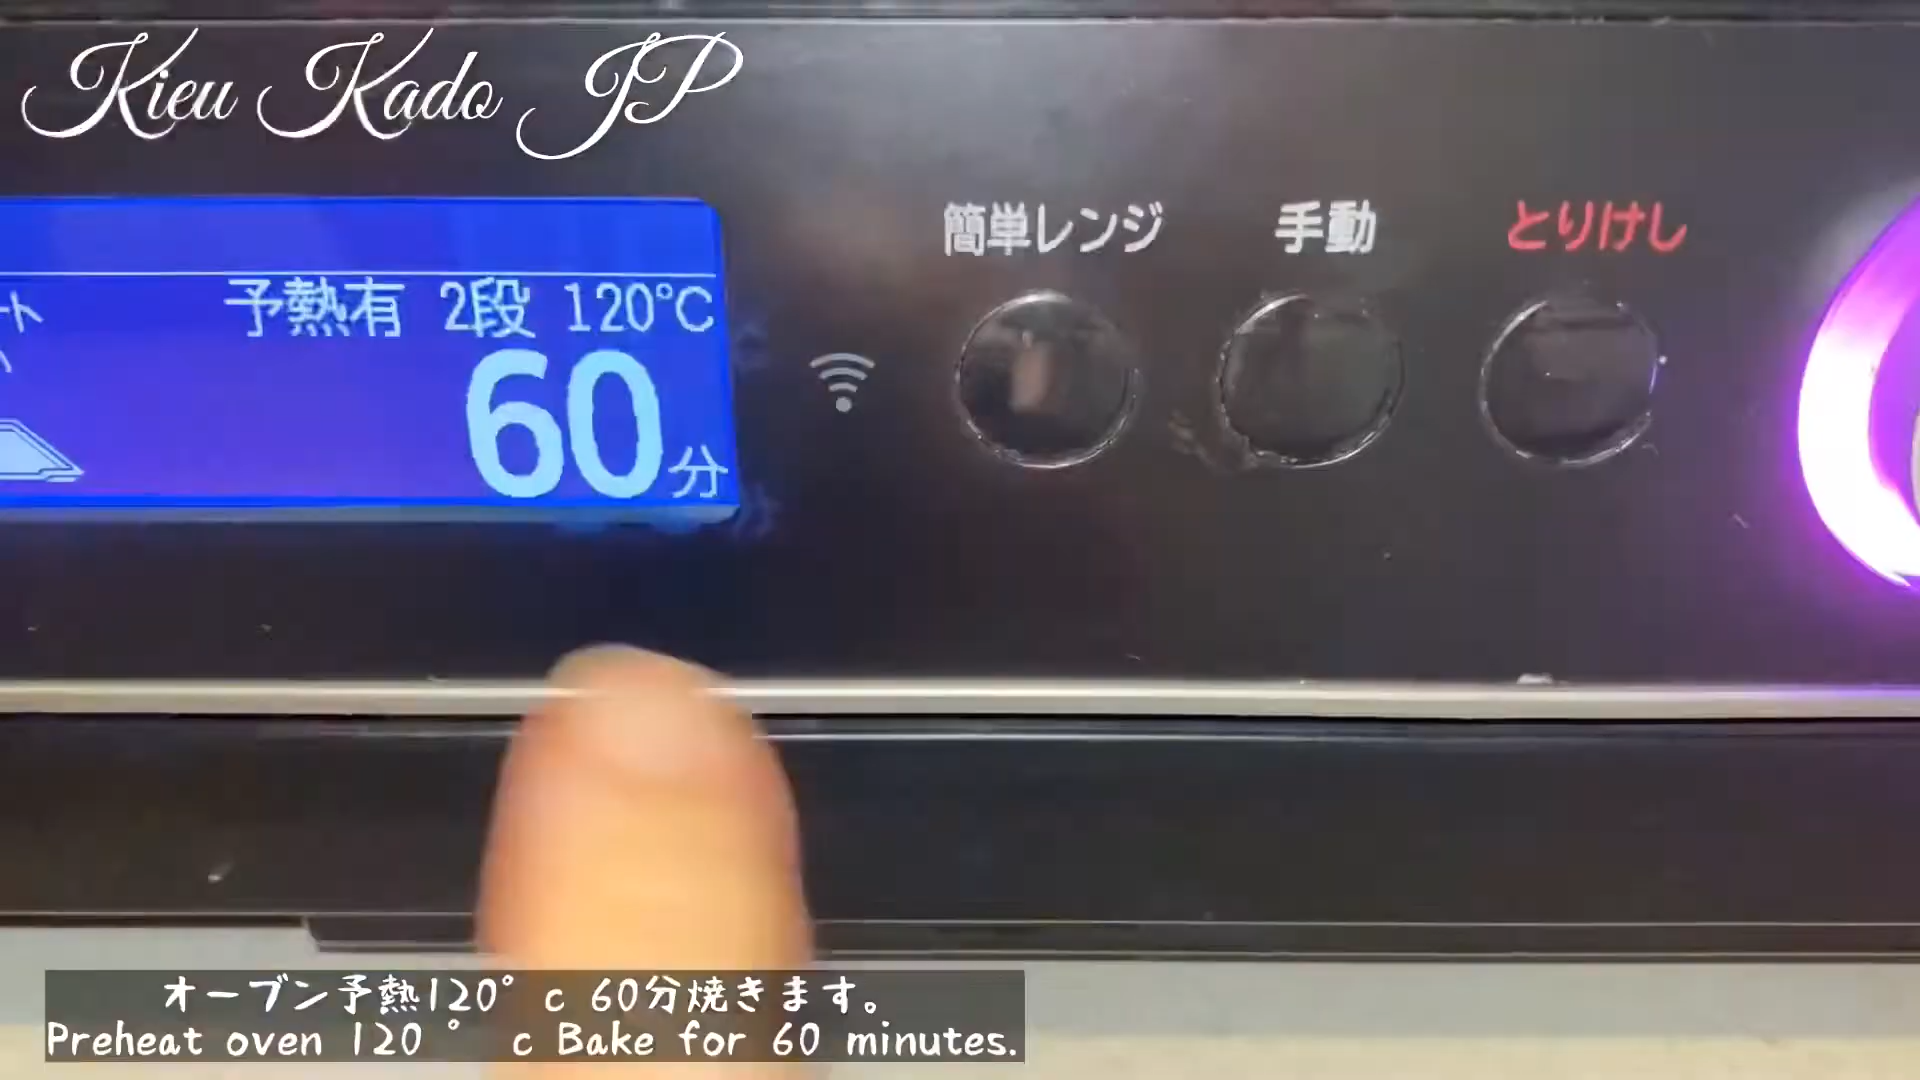 Kieu Kado JP
簡単レンジ
手動
とりけし
予熱有 2段 120℃
60分
オーブン予熱120°c 60分焼きます。
Preheat oven 120 ° c Bake for 60 minutes.